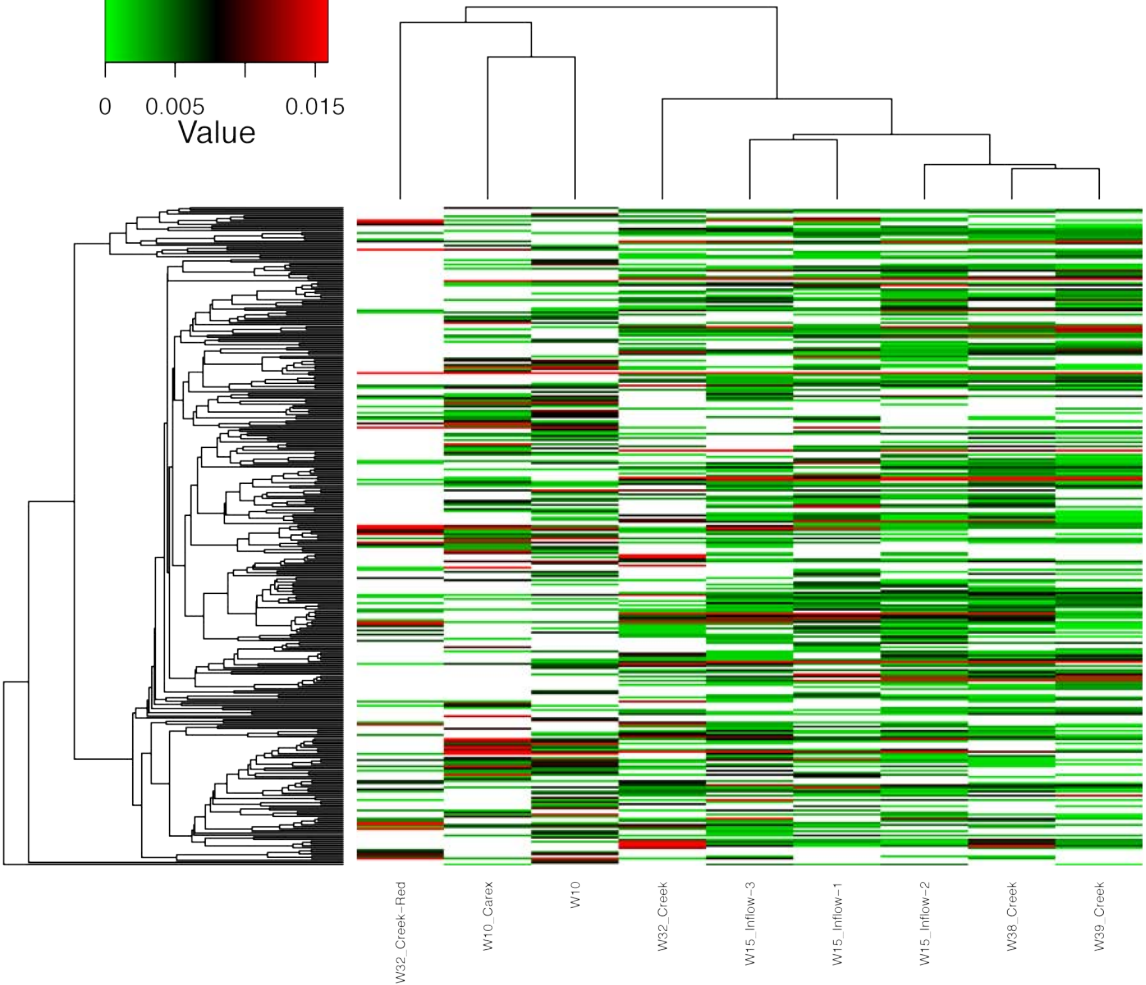 0 0.005 0.015
Value
W32_Creek−Red
W10_Carex
W10
W32_Creek
W15_Inflow−3
W15_Inflow−1
W15_Inflow−2
W38_Creek
W39_Creek